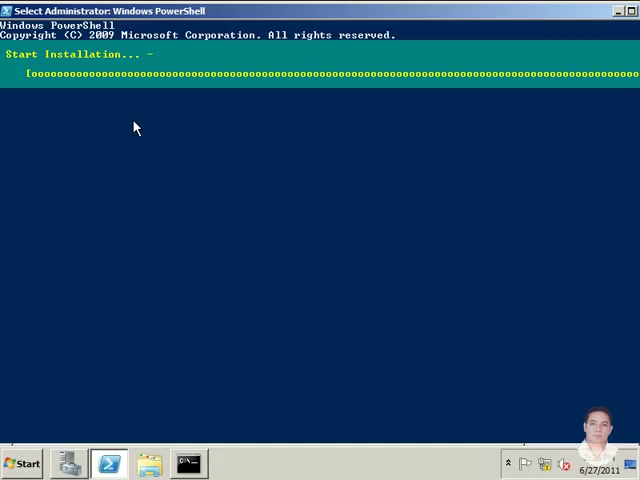 Select Administrator: Windows PowerShell
Windows PowerShell
Copyright (C) 2009 Microsoft Corporation. All rights reserved.
Start Installation... -
[oooooooooooooooooooooooooooooooooooooooooooooooooooooooooooooooooooooooooooooooooooooooooooooo
C:\_
Start
6/27/2011